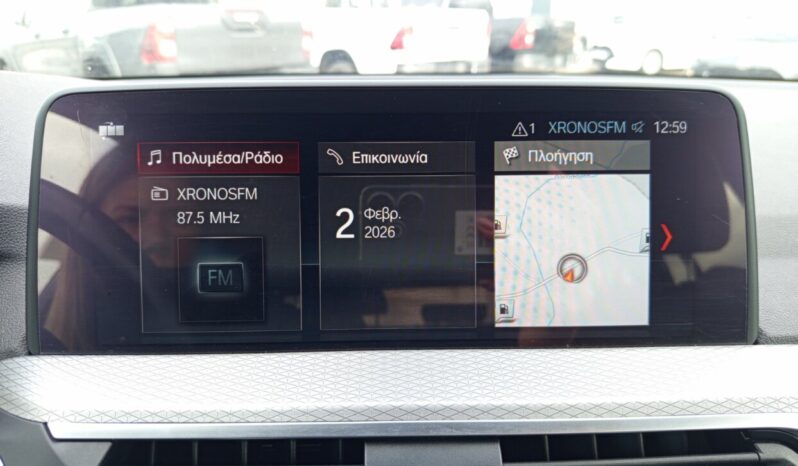 1 XRONOSFM 12:59
Πολυμέσα/Ράδιο
XRONOSFM
87.5 MHz
FM
Επικοινωνία
2 Φεβρ.
2026
Πλοήγηση